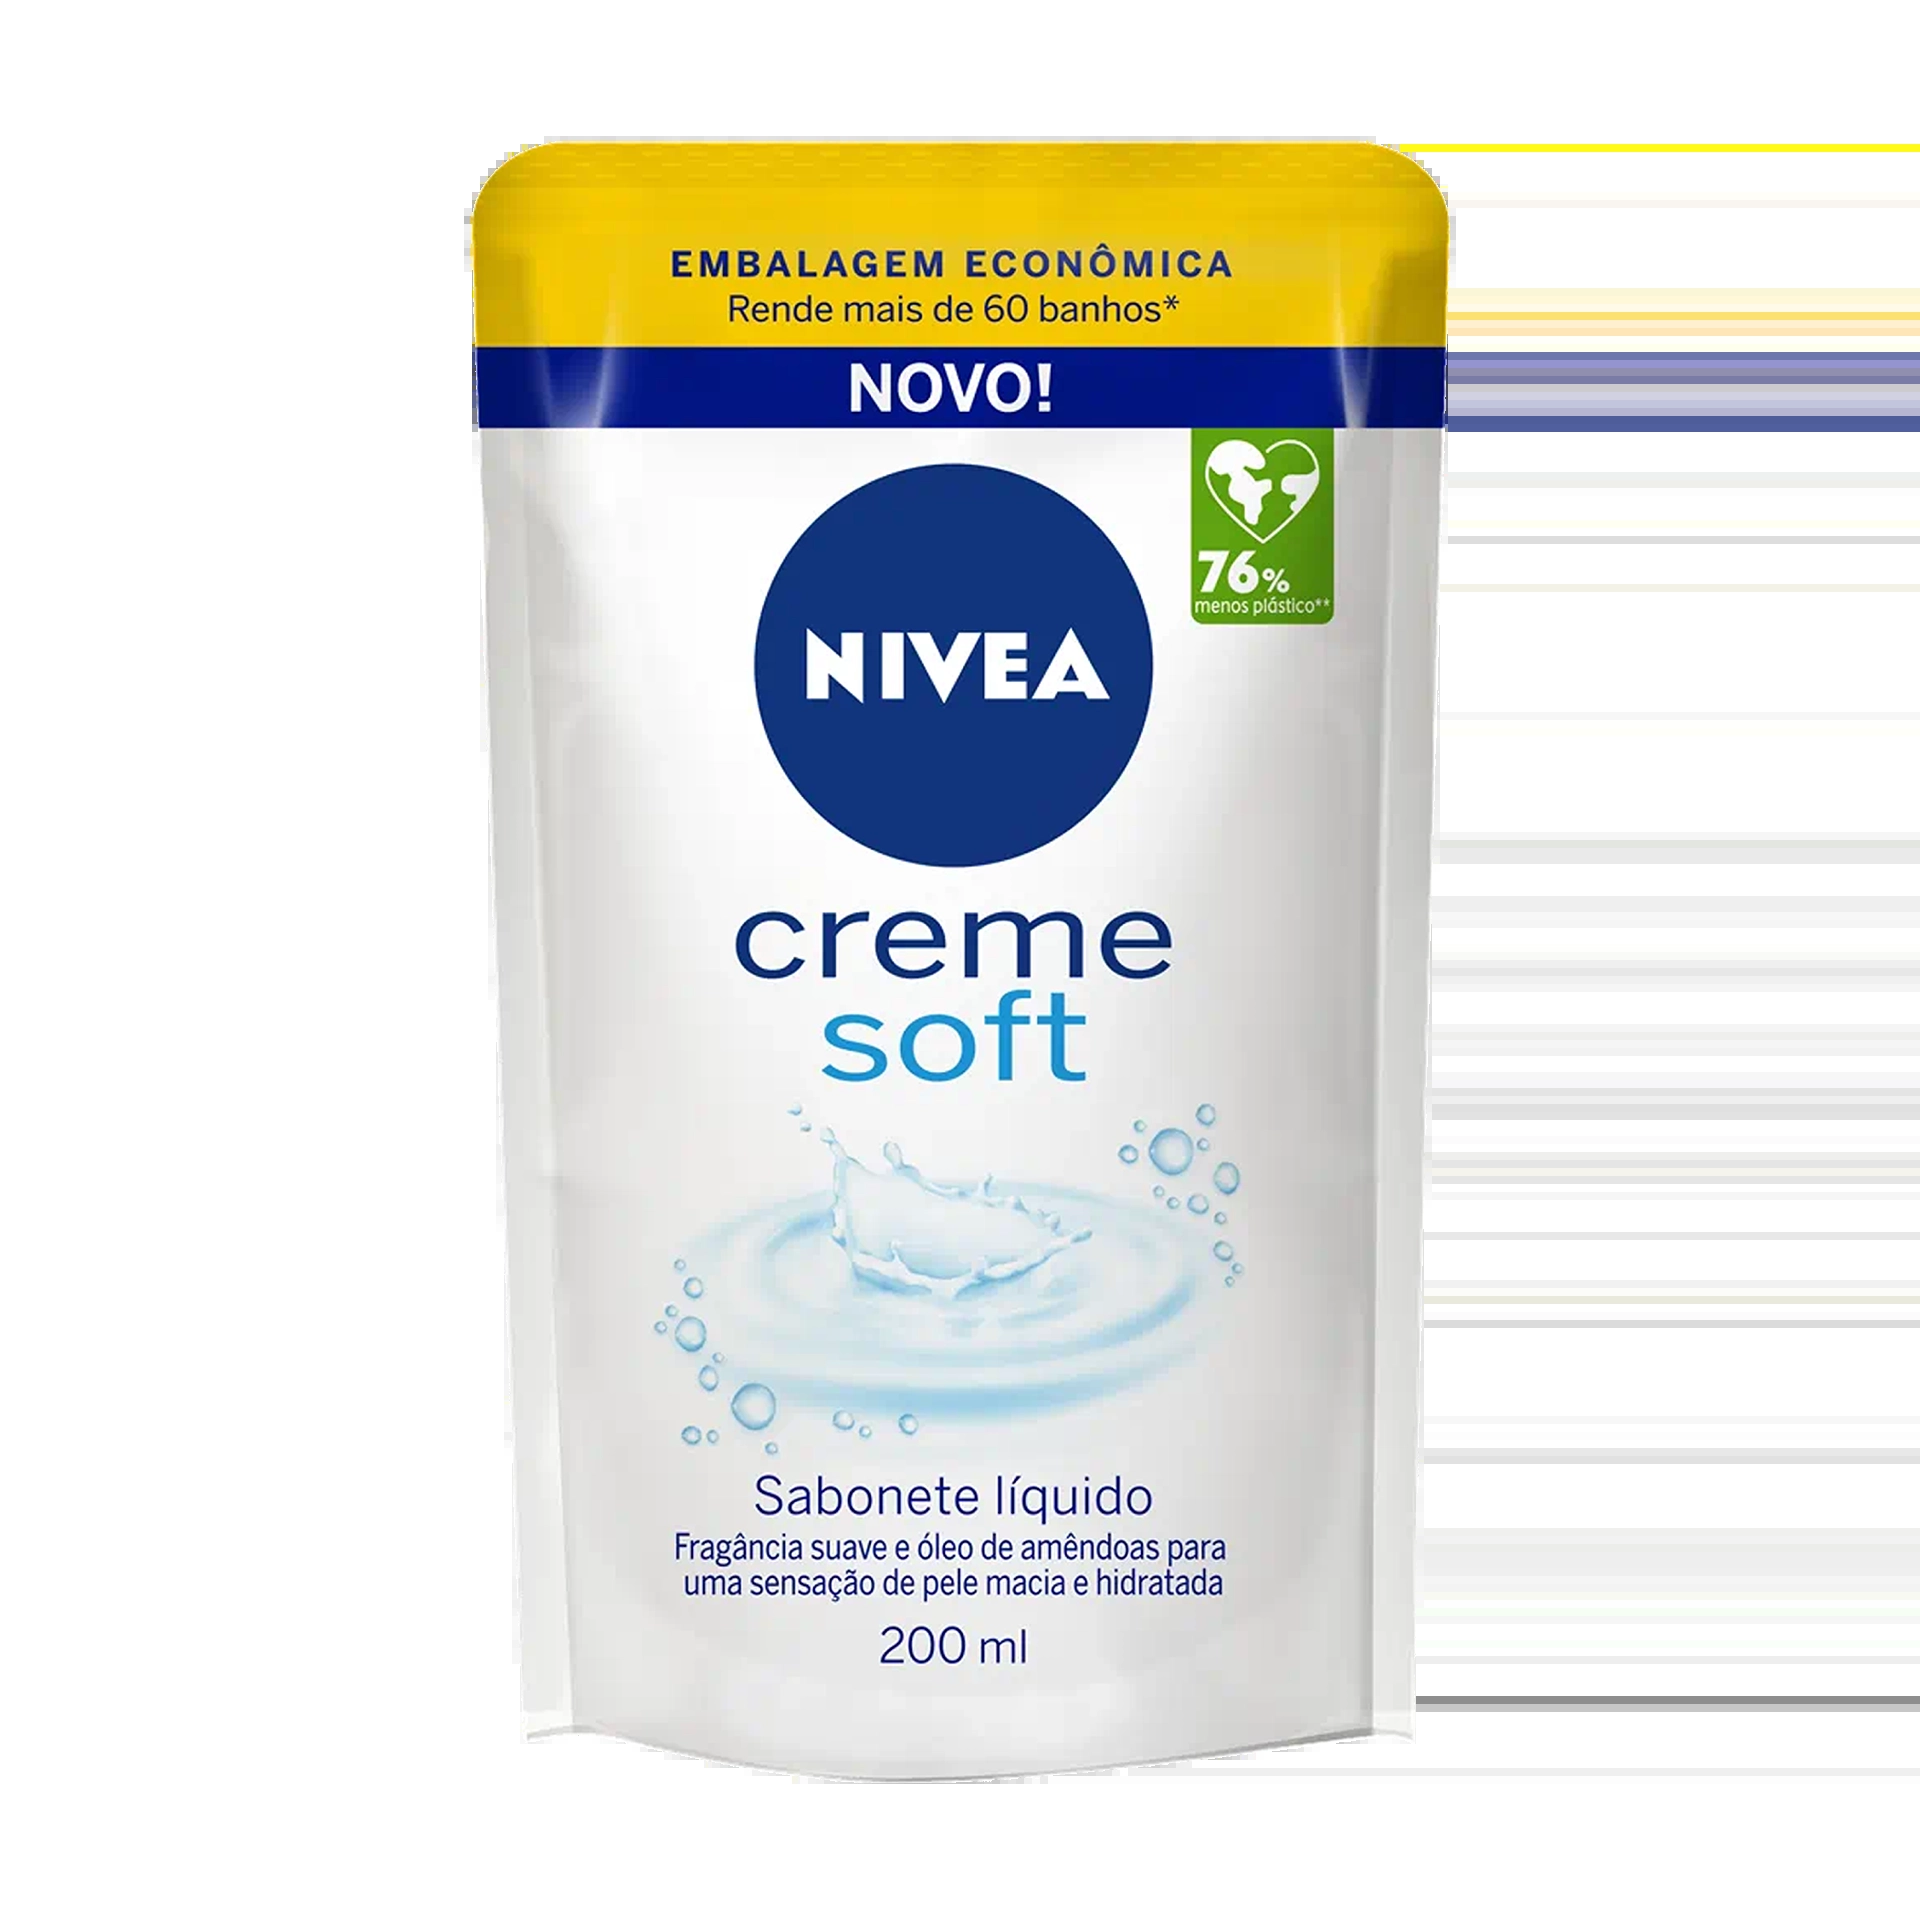 EMBALAGEM ECONÔMICA
Rende mais de 60 banhos*
NOVO!
76%
menos plástico**
NIVEA
creme
soft
Sabonete líquido
Fragância suave e óleo de amêndoas para
uma sensação de pele macia e hidratada
200 ml